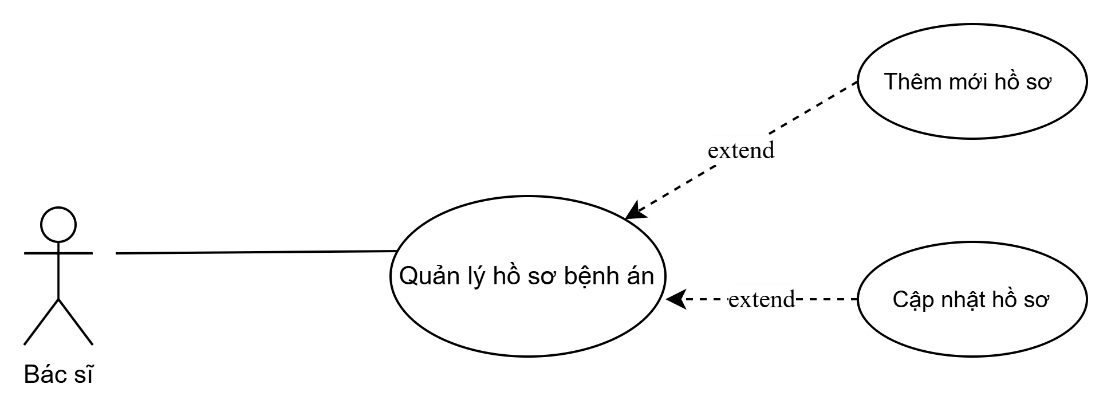 Thêm mới hồ sơ
extend
Quản lý hồ sơ bệnh án
extend
Cập nhật hồ sơ
Bác sĩ